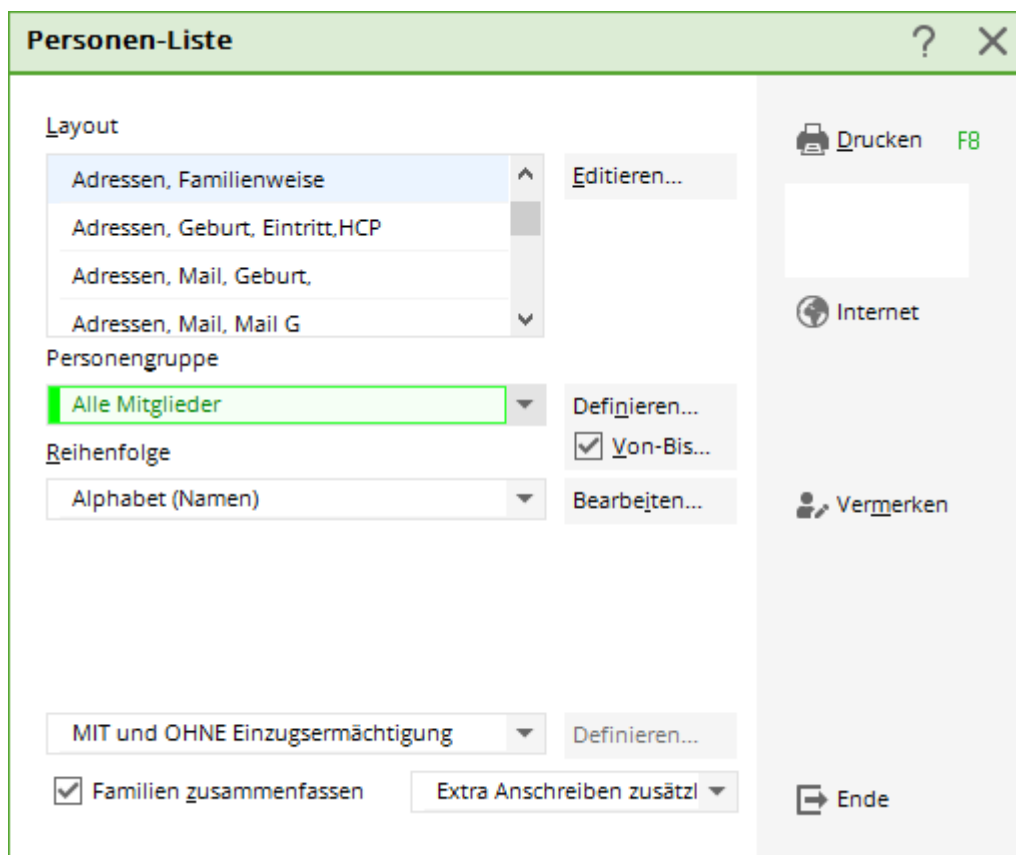 Personen-Liste
Layout
Adressen, Familienweise
Editieren...
Adressen, Geburt, Eintritt,HCP
Adressen, Mail, Geburt,
Adressen, Mail, Mail G
Personengruppe
Alle Mitglieder
Definieren...
Von-Bis...
Reihenfolge
Alphabet (Namen)
Bearbeiten...
MIT und OHNE Einzugsermächtigung
Definieren...
Familien zusammenfassen
Extra Anschreiben zusätzl
Drucken F8
Internet
Vermerken
Ende